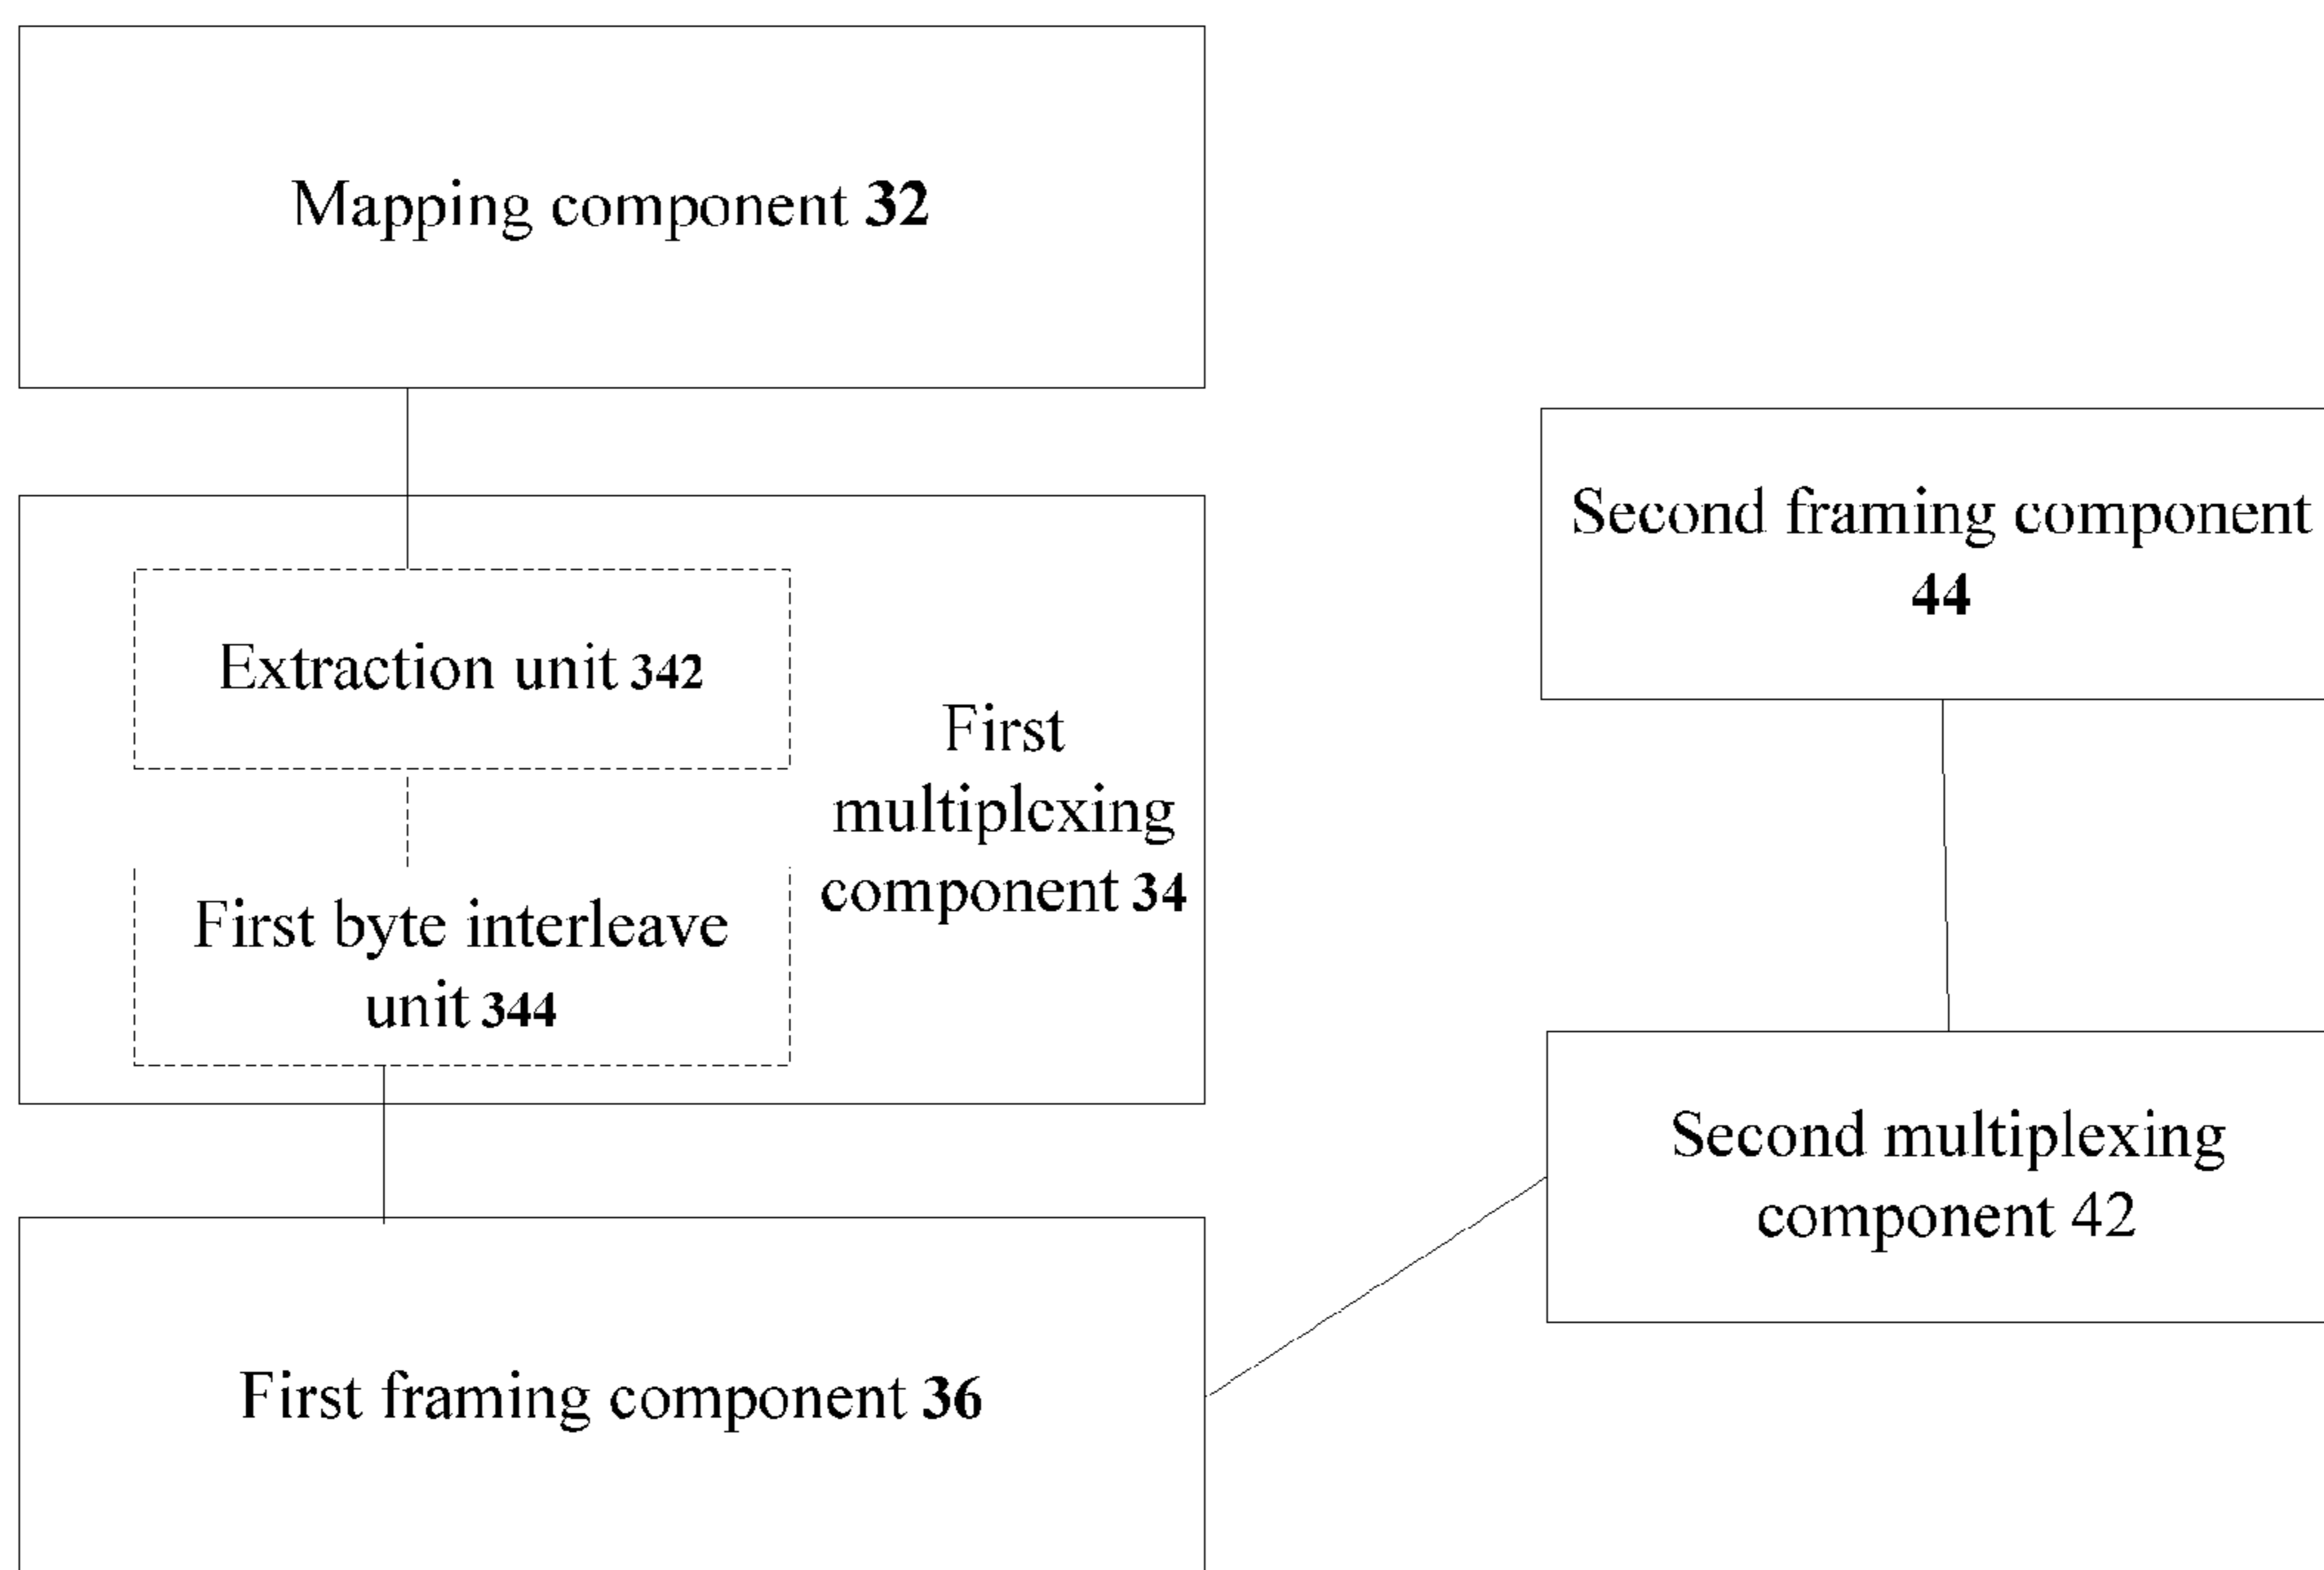 Mapping component 32
Extraction unit 342
First byte interleave
unit 344
First
multiplexing
component 34
First framing component 36
Second framing component
44
Second multiplexing
component 42